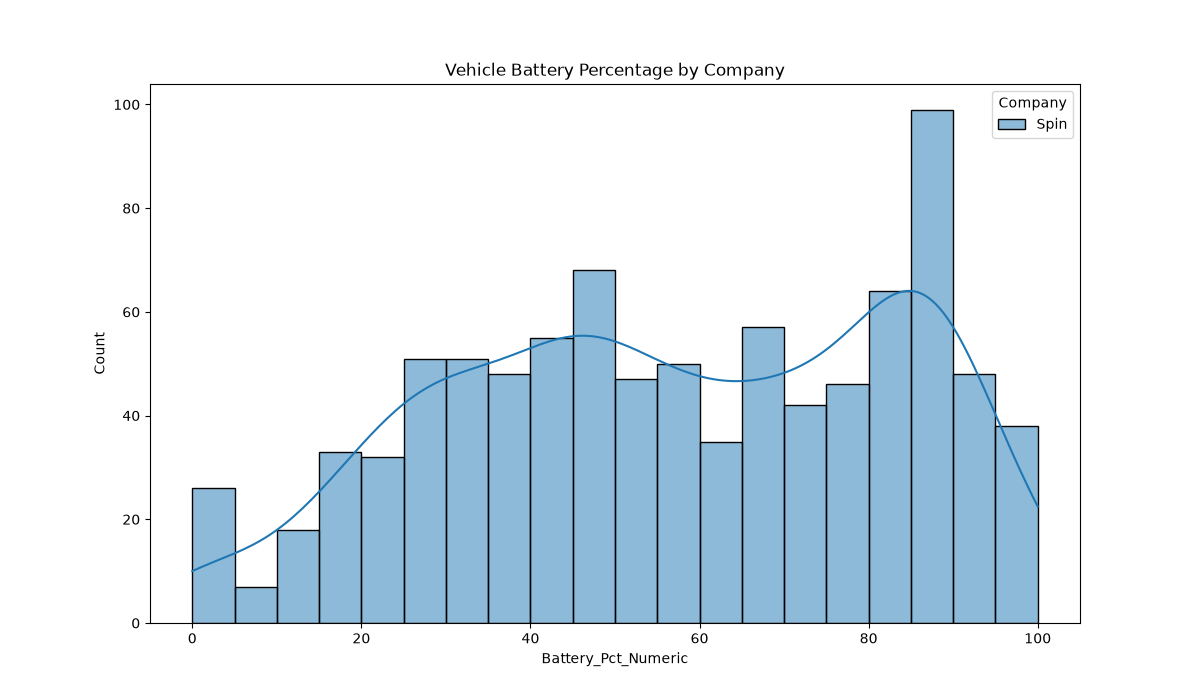 Vehicle Battery Percentage by Company
Company
Spin
100
80
60
40
20
0
Count
0 20 40 60 80 100
Battery_Pct_Numeric